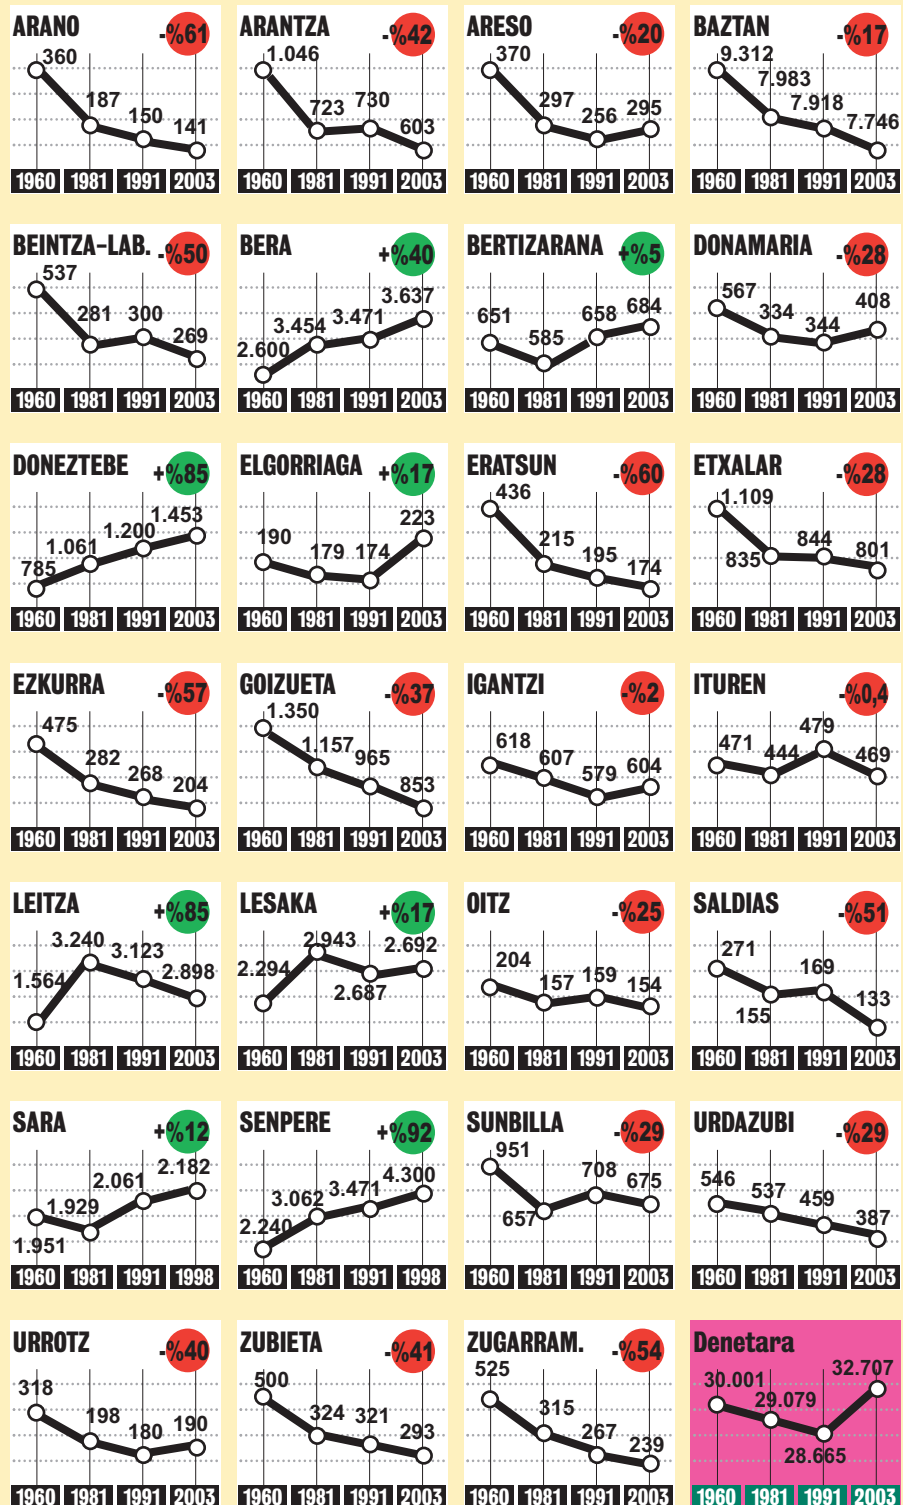 ARANO -%61
360
187
150
141
1960 1981 1991 2003
ARANTZA -%42
1.046
723
730
603
1960 1981 1991 2003
ARESO -%20
370
297
256
295
1960 1981 1991 2003
BAZTAN -%17
9.312
7.983
7.918
7.746
1960 1981 1991 2003
BEINTZA-LAB. -%50
537
281
300
269
1960 1981 1991 2003
BERA +%40
2.600
3.454
3.471
3.637
1960 1981 1991 2003
BERTIZARANA +%5
651
585
658
684
1960 1981 1991 2003
DONAMARIA -%28
567
334
344
408
1960 1981 1991 2003
DONEZTEBE +%85
785
1.061
1.200
1.453
1960 1981 1991 2003
ELGORRIAGA +%17
190
179
174
223
1960 1981 1991 2003
ERATSUN -%60
436
215
195
174
1960 1981 1991 2003
ETXALAR -%28
1.109
835
844
801
1960 1981 1991 2003
EZKURRA -%57
475
282
268
204
1960 1981 1991 2003
GOIZUETA -%37
1.350
1.157
965
853
1960 1981 1991 2003
IGANTZI -%2
618
607
579
604
1960 1981 1991 2003
ITUREN -%0,4
471
444
479
469
1960 1981 1991 2003
LEITZA +%85
1.564
3.240
3.123
2.898
1960 1981 1991 2003
LESAKA +%17
2.294
2.943
2.687
2.692
1960 1981 1991 2003
OITZ -%25
204
157
159
154
1960 1981 1991 2003
SALDIAS -%51
271
155
169
133
1960 1981 1991 2003
SARA +%12
1.951
1.929
2.061
2.182
1960 1981 1991 1998
SENPERE +%92
2.240
3.062
3.471
4.300
1960 1981 1991 1998
SUNBILLA -%29
951
657
708
675
1960 1981 1991 2003
URDAZUBI -%29
546
537
459
387
1960 1981 1991 2003
URROTZ -%40
318
198
180
190
1960 1981 1991 2003
ZUBIETA -%41
500
324
321
293
1960 1981 1991 2003
ZUGARRAM. -%54
525
315
267
239
1960 1981 1991 2003
Denetara
30.001
29.079
28.665
32.707
1960 1981 1991 2003